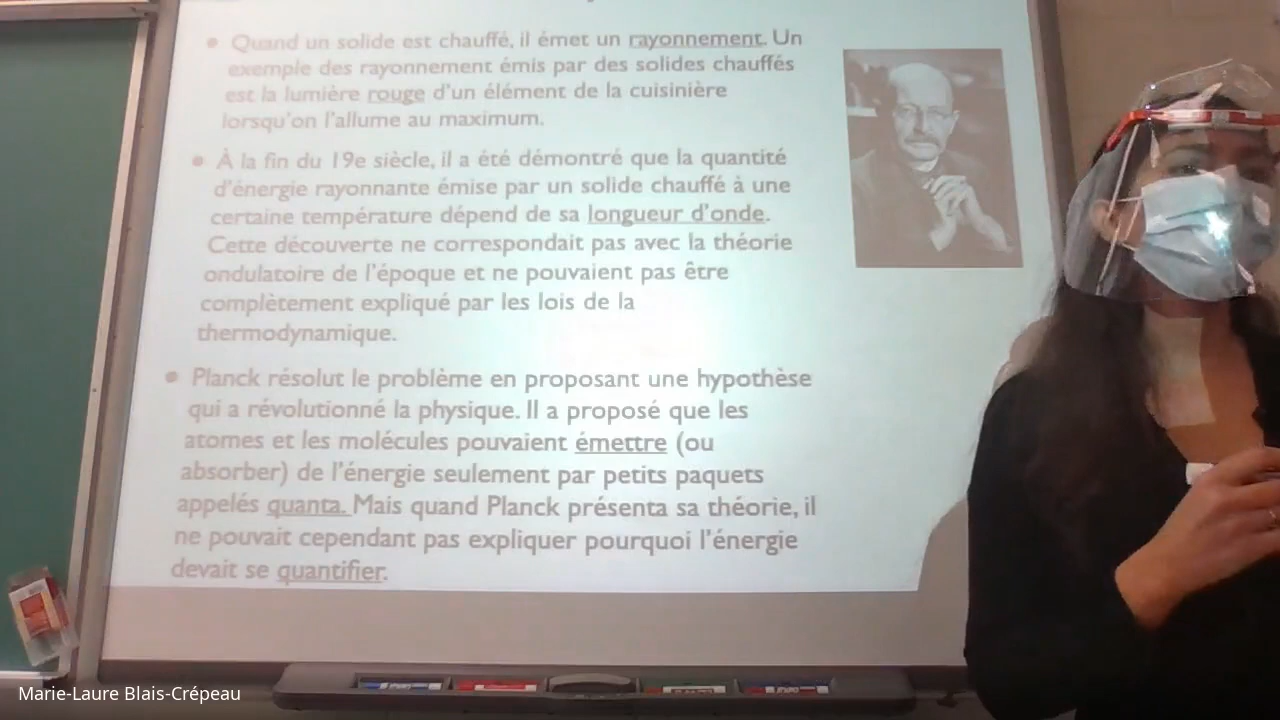 Quand un solide est chauffé, il émet un rayonnement. Un
exemple des rayonnement émis par des solides chauffés
est la lumière rouge d'un élément de la cuisinière
lorsqu'on l'allume au maximum.
À la fin du 19e siècle, il a été démontré que la quantité
d'énergie rayonnante émise par un solide chauffé à une
certaine température dépend de sa longueur d'onde.
Cette découverte ne correspondait pas avec la théorie
ondulatoire de l'époque et ne pouvaient pas être
complètement expliqué par les lois de la
thermodynamique.
Planck résolut le problème en proposant une hypothèse
qui a révolutionné la physique. Il a proposé que les
atomes et les molécules pouvaient émettre (ou
absorber) de l'énergie seulement par petits paquets
appelés quanta. Mais quand Planck présenta sa théorie, il
ne pouvait cependant pas expliquer pourquoi l'énergie
devait se quantifier.
Marie-Laure Blais-Crépeau